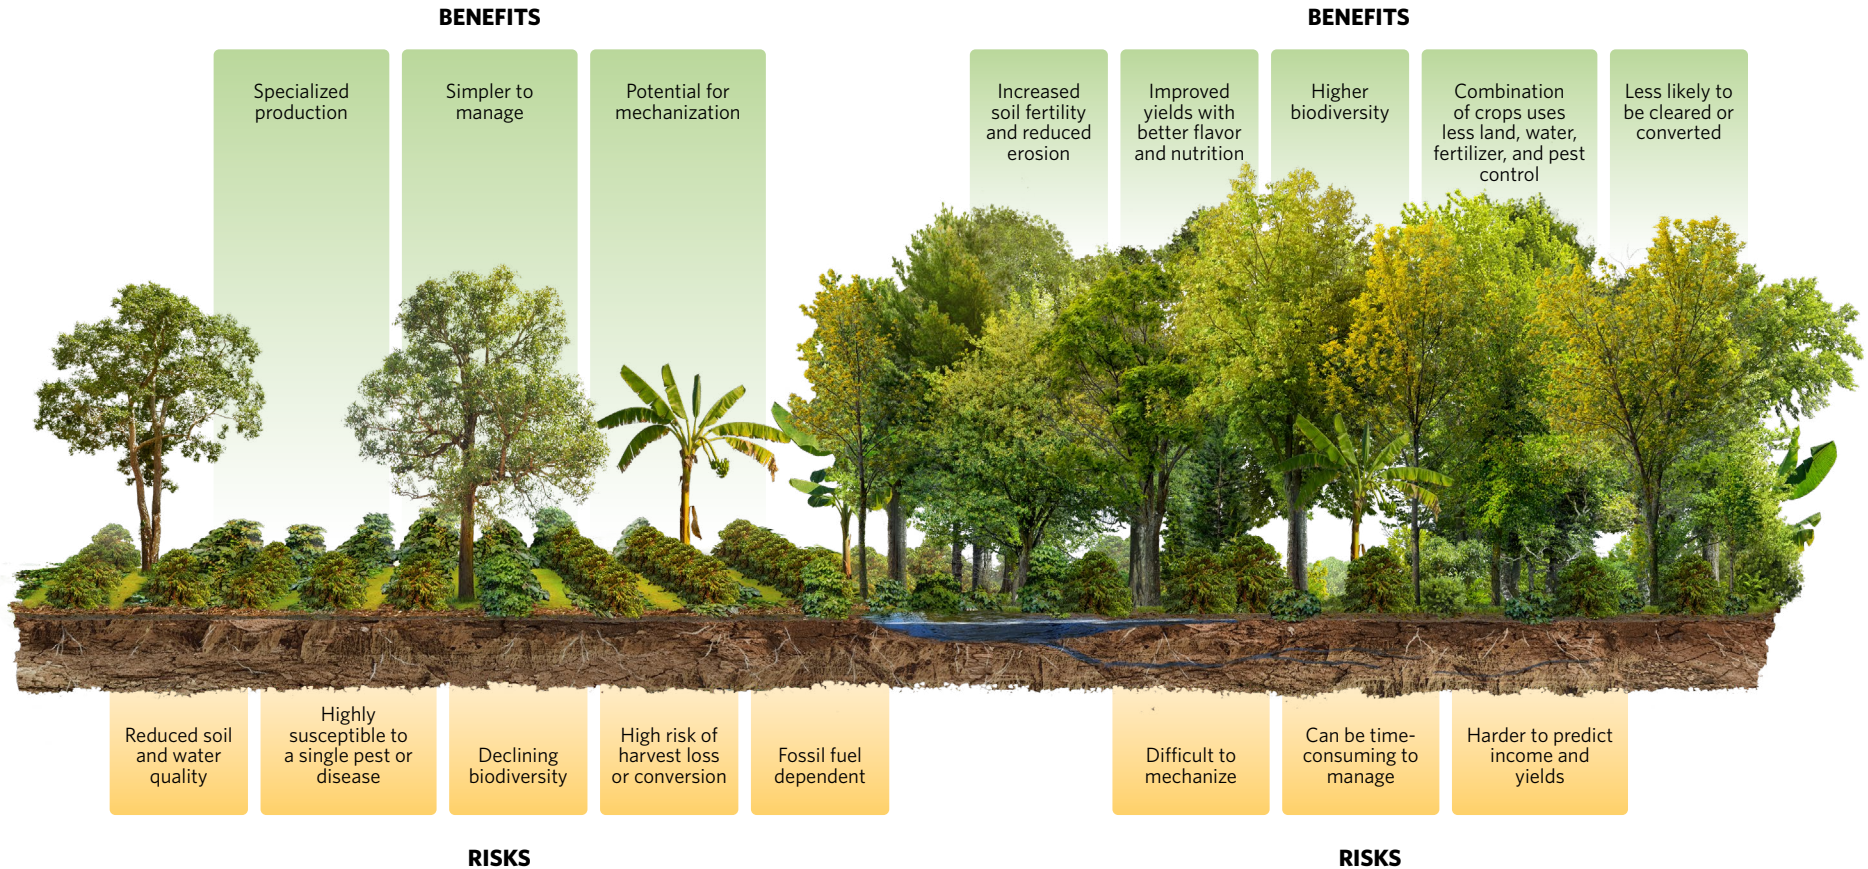 BENEFITS
Specialized
production
Simpler to
manage
Potential for
mechanization
BENEFITS
Increased
soil fertility
and reduced
erosion
Improved
yields with
better flavor
and nutrition
Higher
biodiversity
Combination
of crops uses
less land, water,
fertilizer, and pest
control
Less likely to
be cleared or
converted
Reduced soil
and water
quality
Highly
susceptible to
a single pest or
disease
Declining
biodiversity
High risk of
harvest loss
or conversion
Fossil fuel
dependent
RISKS
Difficult to
mechanize
Can be time-
consuming to
manage
Harder to predict
income and
yields
RISKS